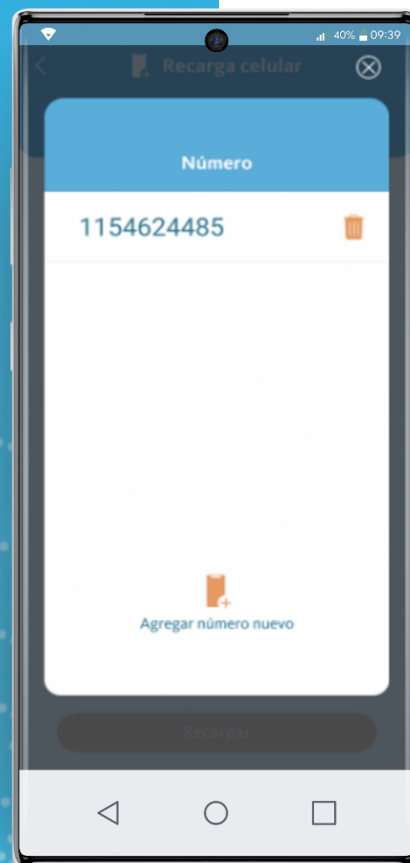 40% 09:39
Recarga celular
Número
1154624485
Agregar número nuevo
Recargar